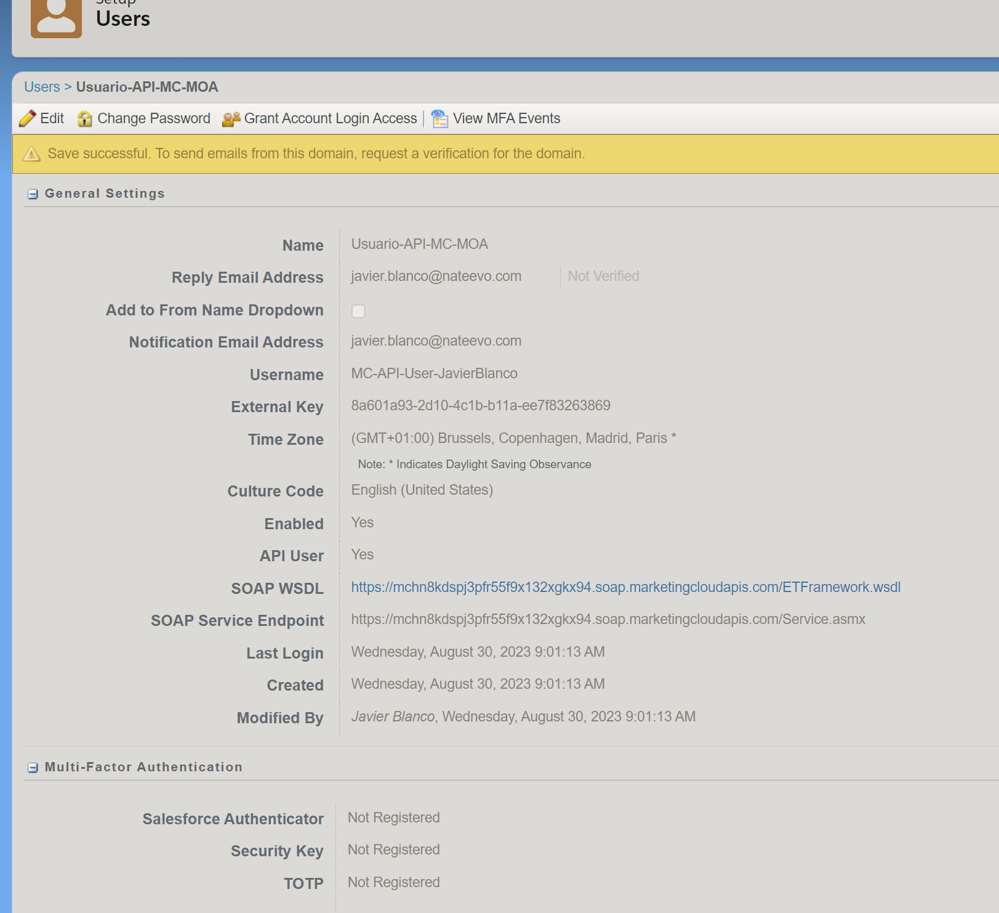 Setup
Users
Users > Usuario-API-MC-MOA
Edit Change Password Grant Account Login Access | View MFA Events
Save successful. To send emails from this domain, request a verification for the domain.
General Settings
Name Usuario-API-MC-MOA
Reply Email Address javier.blanco@nateevo.com Not Verified
Add to From Name Dropdown
Notification Email Address javier.blanco@nateevo.com
Username MC-API-User-JavierBlanco
External Key 8a601a93-2d10-4c1b-b11a-ee7f83263869
Time Zone (GMT+01:00) Brussels, Copenhagen, Madrid, Paris *
Note: * Indicates Daylight Saving Observance
Culture Code English (United States)
Enabled Yes
API User Yes
SOAP WSDL https://mchn8kdspj3pfr55f9x132xgkx94.soap.marketingcloudapis.com/ETFramework.wsdl
SOAP Service Endpoint https://mchn8kdspj3pfr55f9x132xgkx94.soap.marketingcloudapis.com/Service.asmx
Last Login Wednesday, August 30, 2023 9:01:13 AM
Created Wednesday, August 30, 2023 9:01:13 AM
Modified By Javier Blanco, Wednesday, August 30, 2023 9:01:13 AM
Multi-Factor Authentication
Salesforce Authenticator Not Registered
Security Key Not Registered
TOTP Not Registered